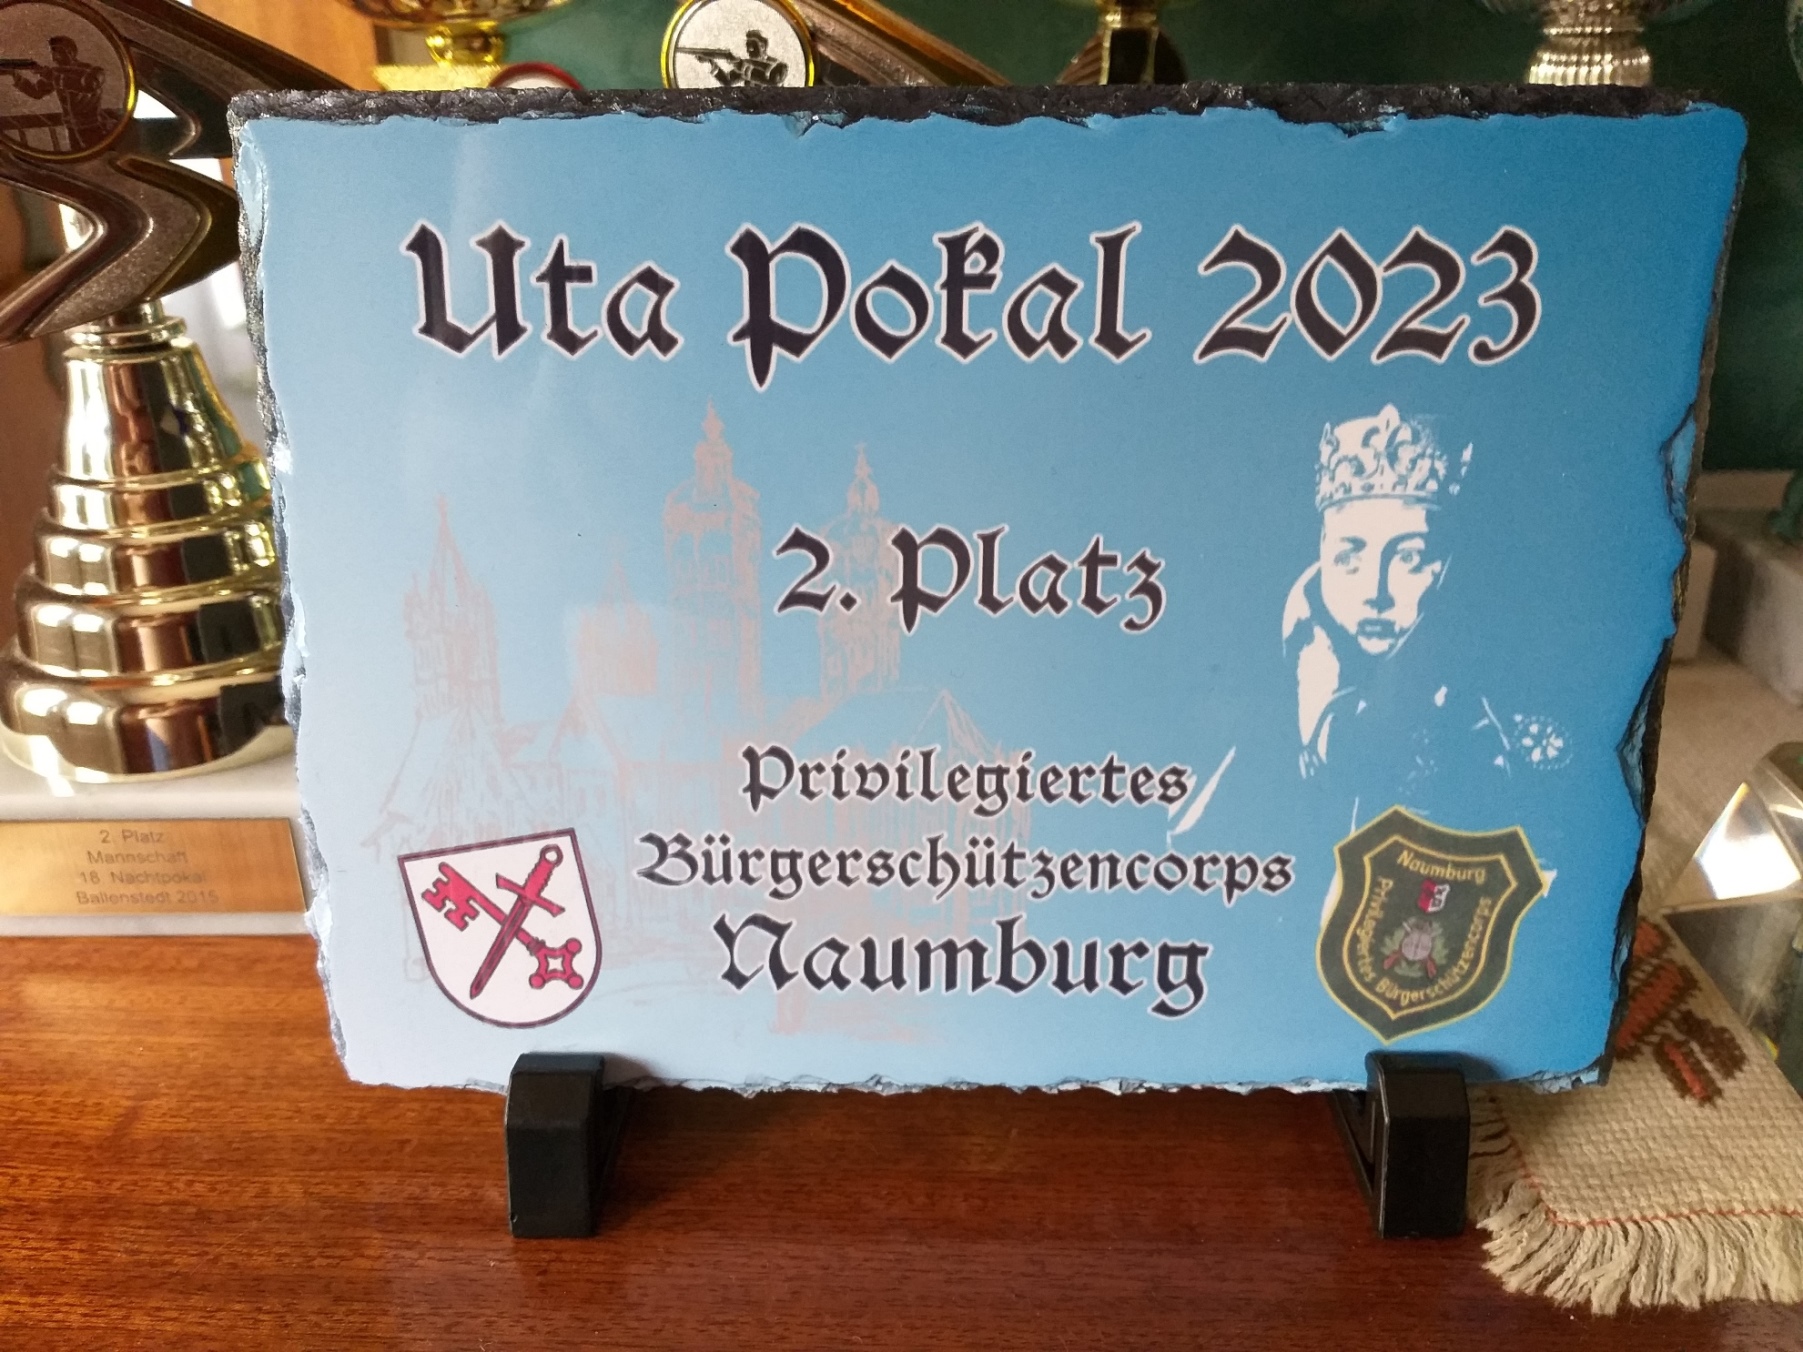 Uta Pokal 2023
2. Platz
Privilegiertes
Bürgerschützencorps
Naumburg
Naumburg
Privilegiertes Bürgerschützencorps
2. Platz
Mannschaft
18. Nachtpokal
Ballenstedt 2015